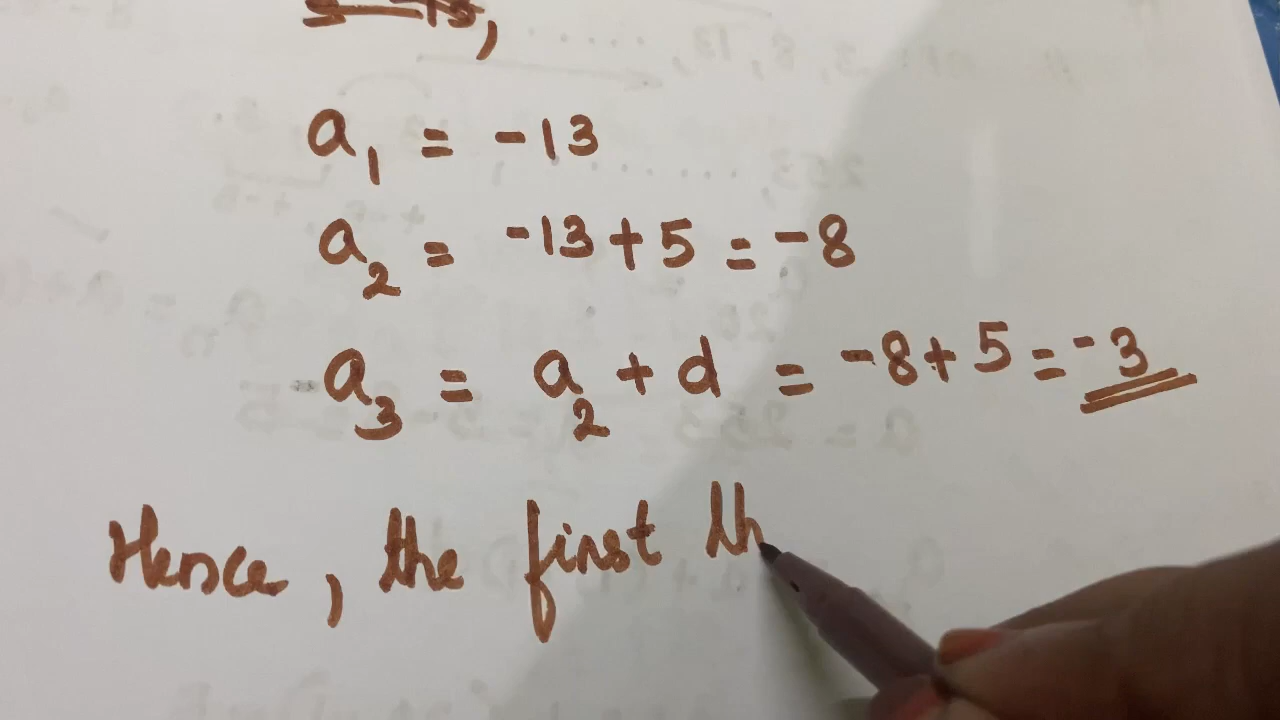 a₁ = -13
a₂ = -13 + 5 = -8
a₃ = a₂ + d = -8 + 5 = -3
Hence, the first th